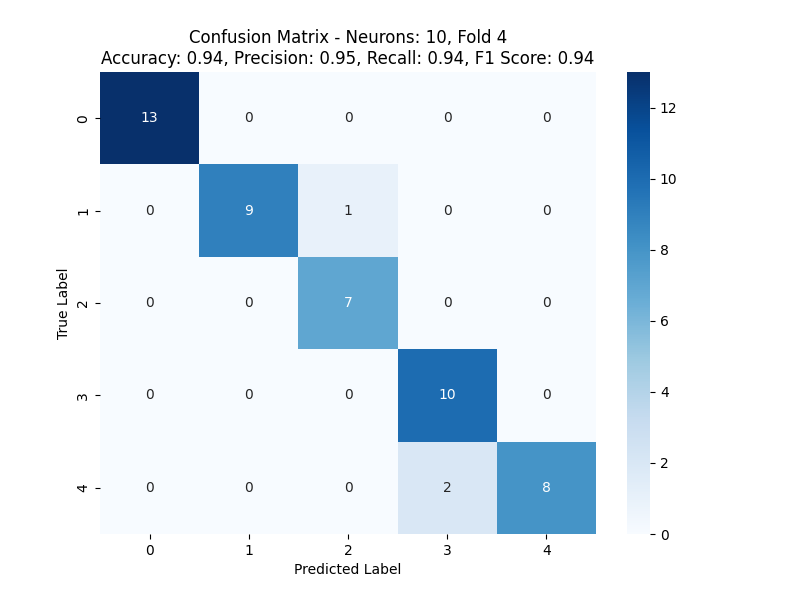 Confusion Matrix - Neurons: 10, Fold 4
Accuracy: 0.94, Precision: 0.95, Recall: 0.94, F1 Score: 0.94
True Label
0 13 0 0 0 0
1 0 9 1 0 0
2 0 0 7 0 0
3 0 0 0 10 0
4 0 0 0 2 8
0 1 2 3 4
Predicted Label
12
10
8
6
4
2
0